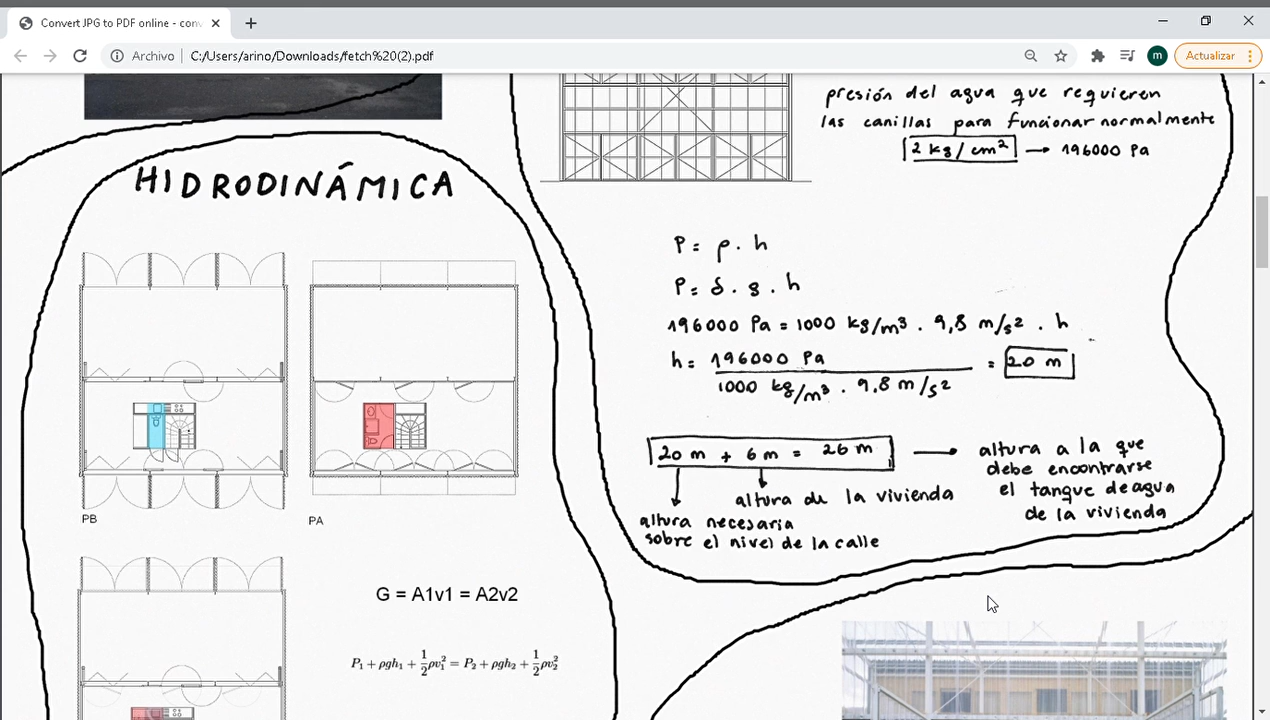 Convert JPG to PDF online - conv
Archivo
C:/Users/arino/Downloads/fetch%20(2).pdf
m
Actualizar
presión del agua que requieren
las canillas para funcionar normalmente
2 kg/cm² → 196000 Pa
P = ρ . h
P = δ . g . h
196000 Pa = 1000 kg/m³ . 9,8 m/s² . h
h = 196000 Pa
1000 kg/m³ . 9,8 m/s²
= 20 m
20 m + 6 m = 26 m →
altura a la que
debe encontrarse
el tanque de agua
de la vivienda
altura de la vivienda
altura necesaria
sobre el nivel de la calle
HIDRODINÁMICA
PB
PA
G = A1v1 = A2v2
P₁ + ρgh₁ + 1/2 ρv₁² = P₂ + ρgh₂ + 1/2 ρv₂²